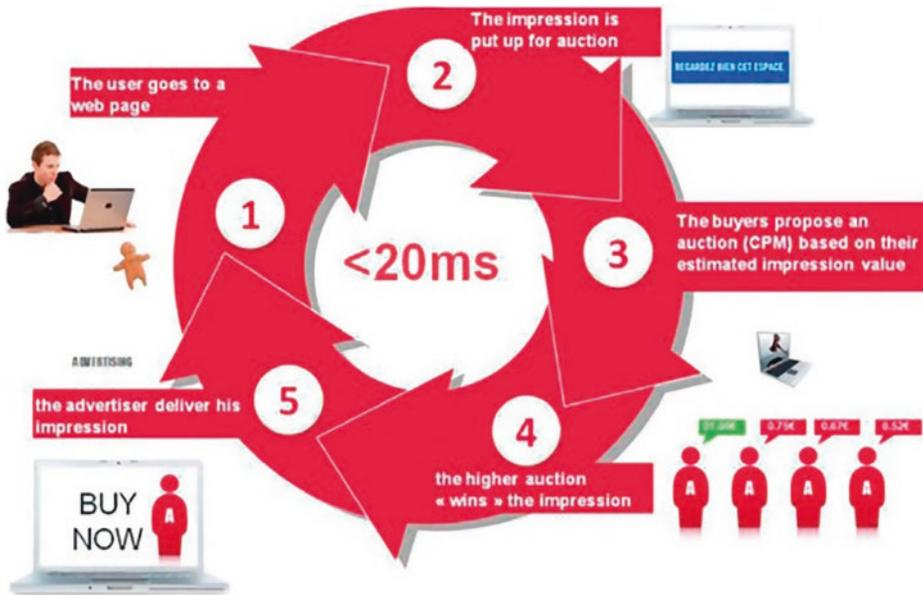 The user goes to a
web page
1
2
The impression is
put up for auction
REGARDEZ BIEN CET ESPACE
3
The buyers propose an
auction (CPM) based on their
estimated impression value
<20ms
4
the higher auction
« wins » the impression
0.75€
0.67€
0.52€
A
A
A
A
5
ADVERTISING
the advertiser deliver his
impression
BUY
NOW
A